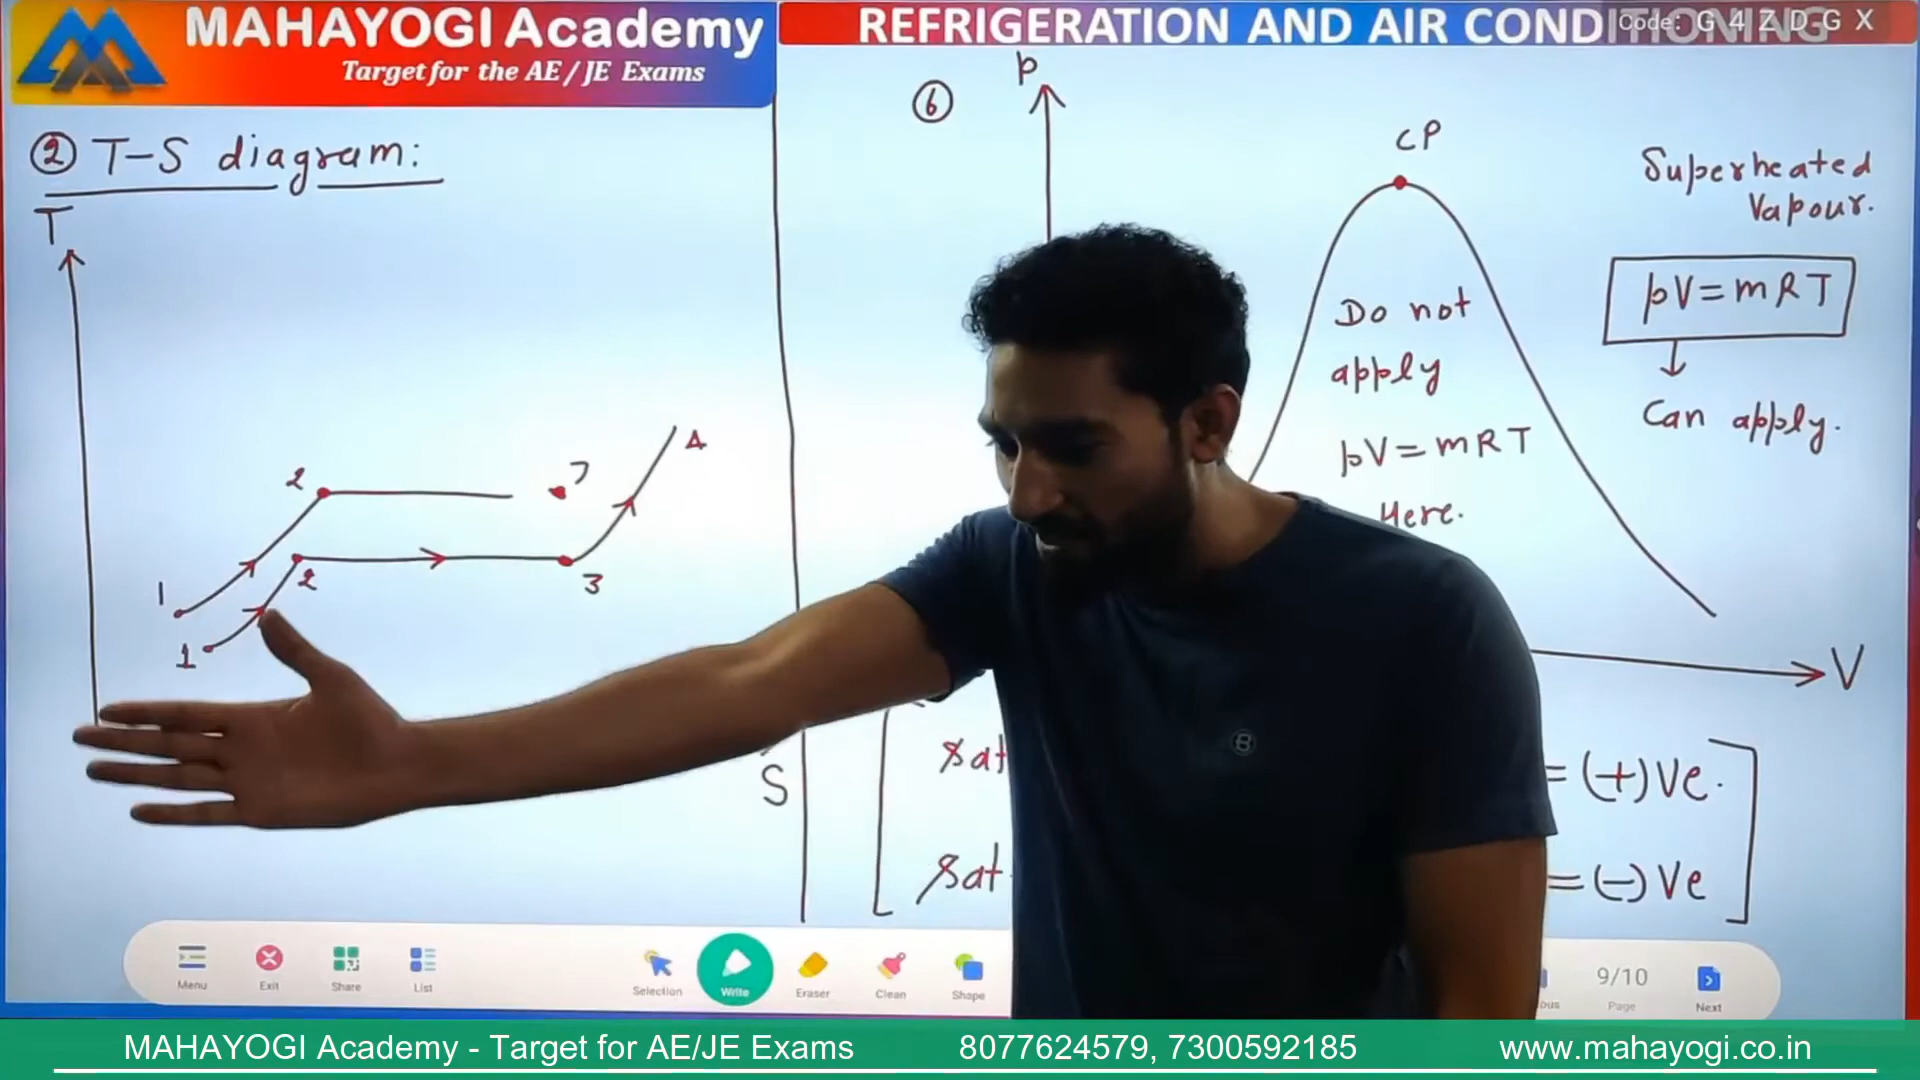 MAHAYOGI Academy
Target for the AE/JE Exams
REFRIGERATION AND AIR CONDITIONING
Code: G 4 Z D G X
② T-S diagram:
T
2
7
4
1
2
3
1
S
⑥
p
CP
Superheated
Vapour.
pV=mRT
Can apply.
Do not
apply
pV=mRT
Here.
V
sat
= (+)Ve.
sat
= (-) Ve
Menu
Exit
Share
List
Selection
Write
Eraser
Clean
Shape
9/10
Page
Next
MAHAYOGI Academy - Target for AE/JE Exams
8077624579, 7300592185
www.mahayogi.co.in